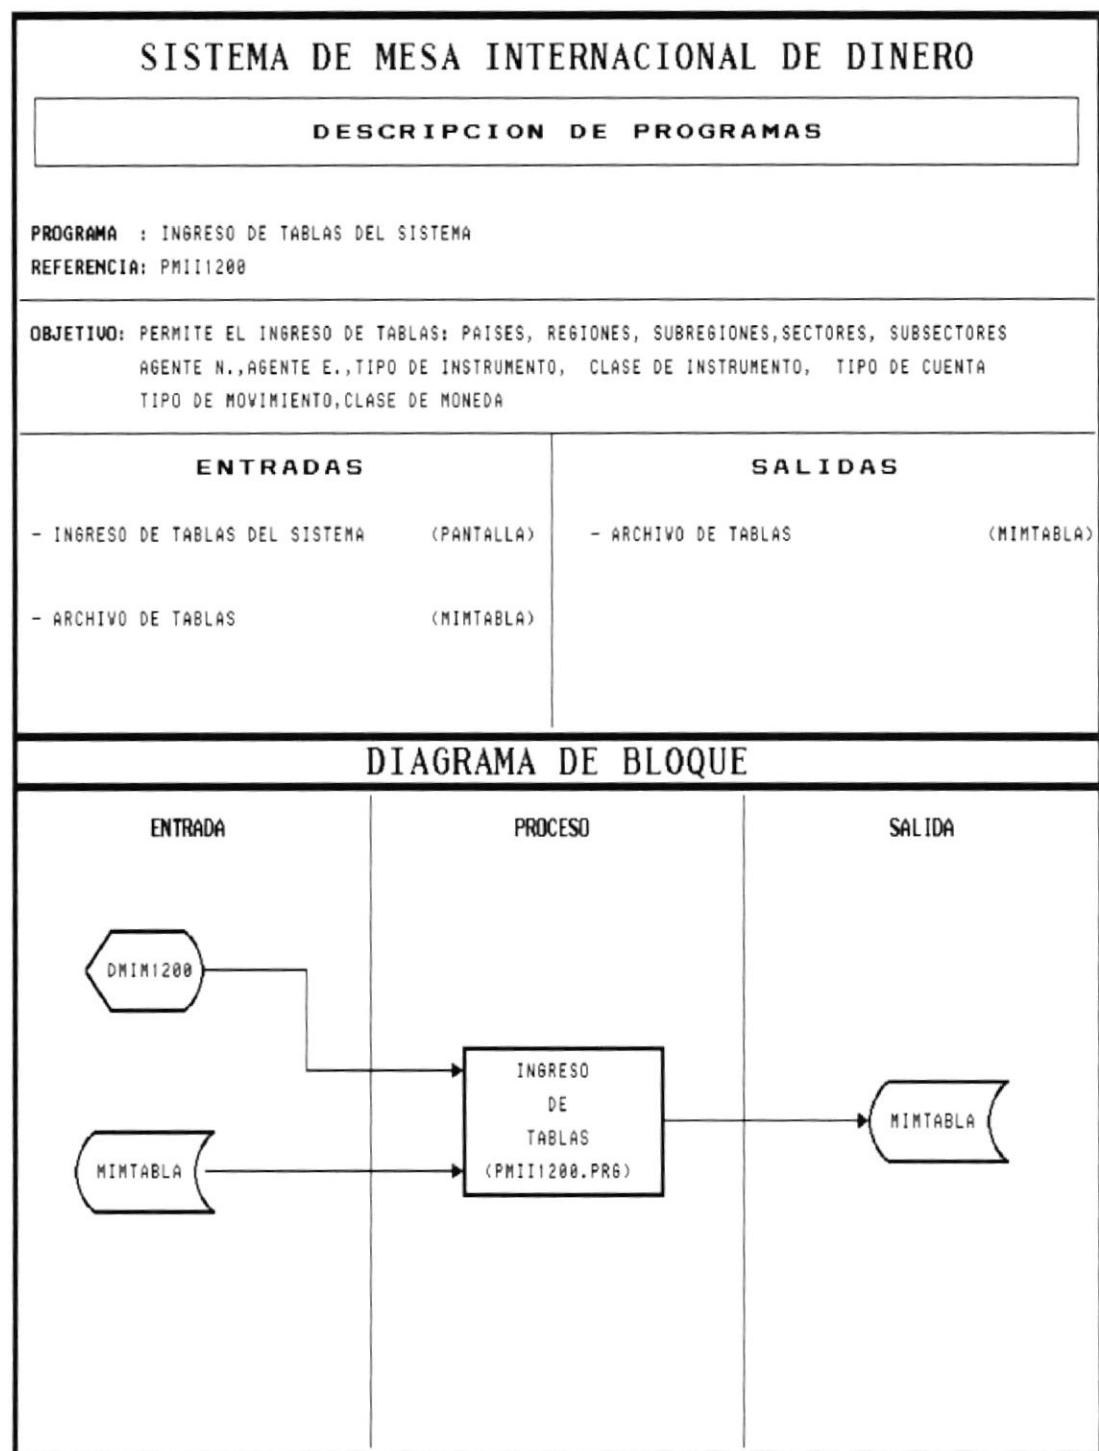 SISTEMA DE MESA INTERNACIONAL DE DINERO
DESCRIPCION DE PROGRAMAS
PROGRAMA : INGRESO DE TABLAS DEL SISTEMA
REFERENCIA: PMII1200
OBJETIVO: PERMITE EL INGRESO DE TABLAS: PAISES, REGIONES, SUBREGIONES,SECTORES, SUBSECTORES
AGENTE N.,AGENTE E.,TIPO DE INSTRUMENTO, CLASE DE INSTRUMENTO, TIPO DE CUENTA
TIPO DE MOVIMIENTO,CLASE DE MONEDA
ENTRADAS SALIDAS
- INGRESO DE TABLAS DEL SISTEMA (PANTALLA) - ARCHIVO DE TABLAS (MIMTABLA)
- ARCHIVO DE TABLAS (MIMTABLA)
DIAGRAMA DE BLOQUE
ENTRADA PROCESO SALIDA
DMIM1200
INGRESO
DE
TABLAS
(PMII1200.PRG)
MIMTABLA
MIMTABLA